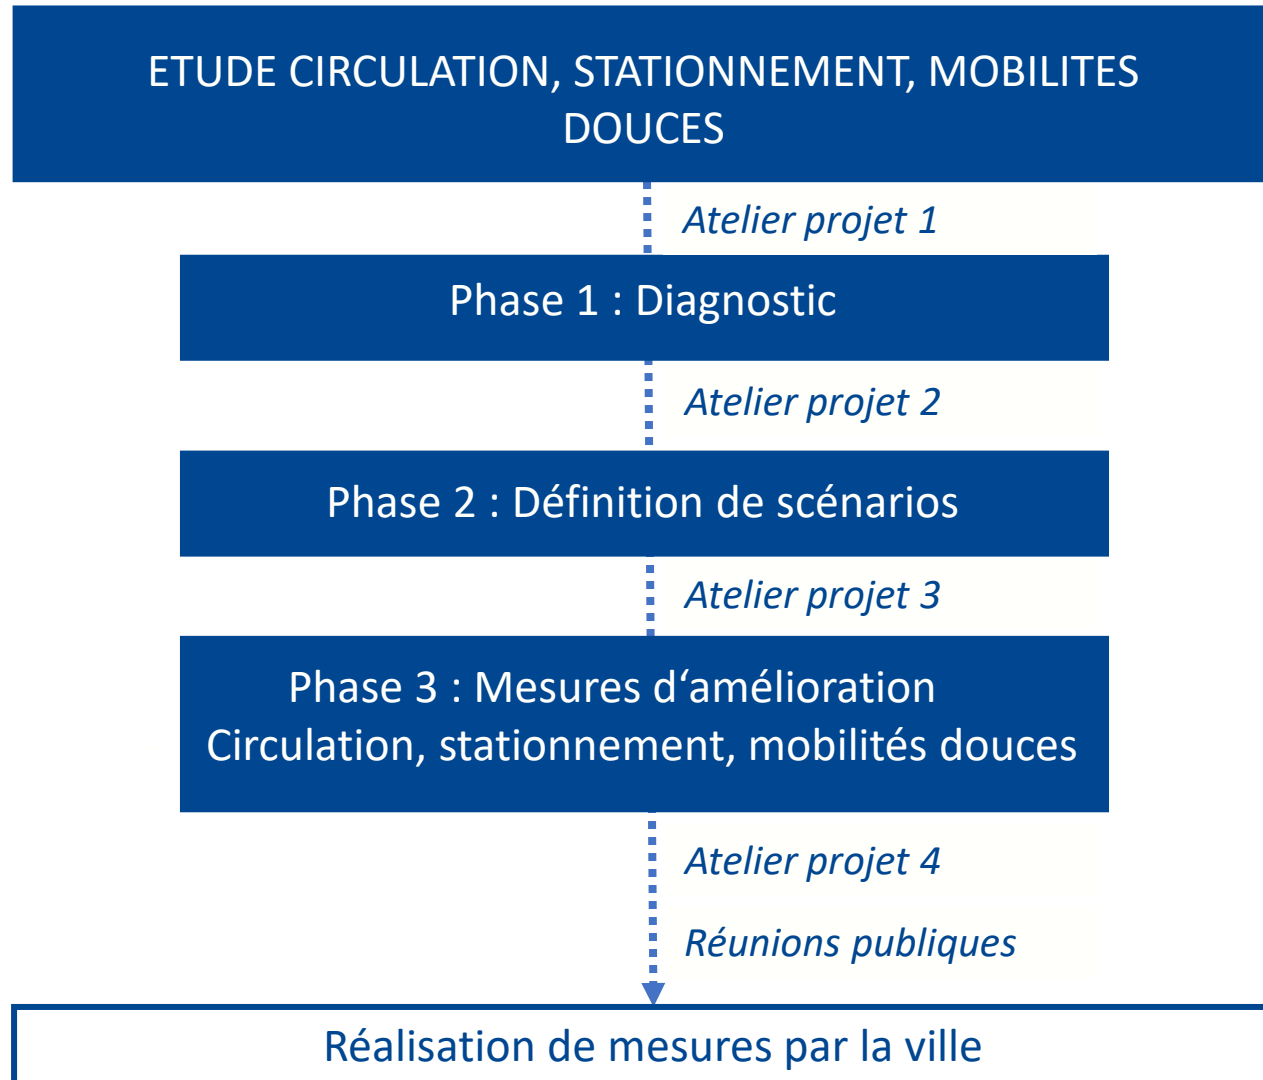 ETUDE CIRCULATION, STATIONNEMENT, MOBILITES
DOUCES
Atelier projet 1
Phase 1 : Diagnostic
Atelier projet 2
Phase 2 : Définition de scénarios
Atelier projet 3
Phase 3 : Mesures d‘amélioration
Circulation, stationnement, mobilités douces
Atelier projet 4
Réunions publiques
Réalisation de mesures par la ville